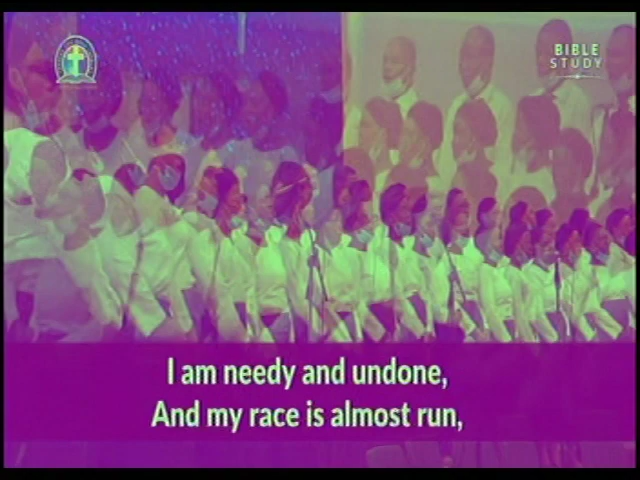 BIBLE
STUDY
I am needy and undone,
And my race is almost run,